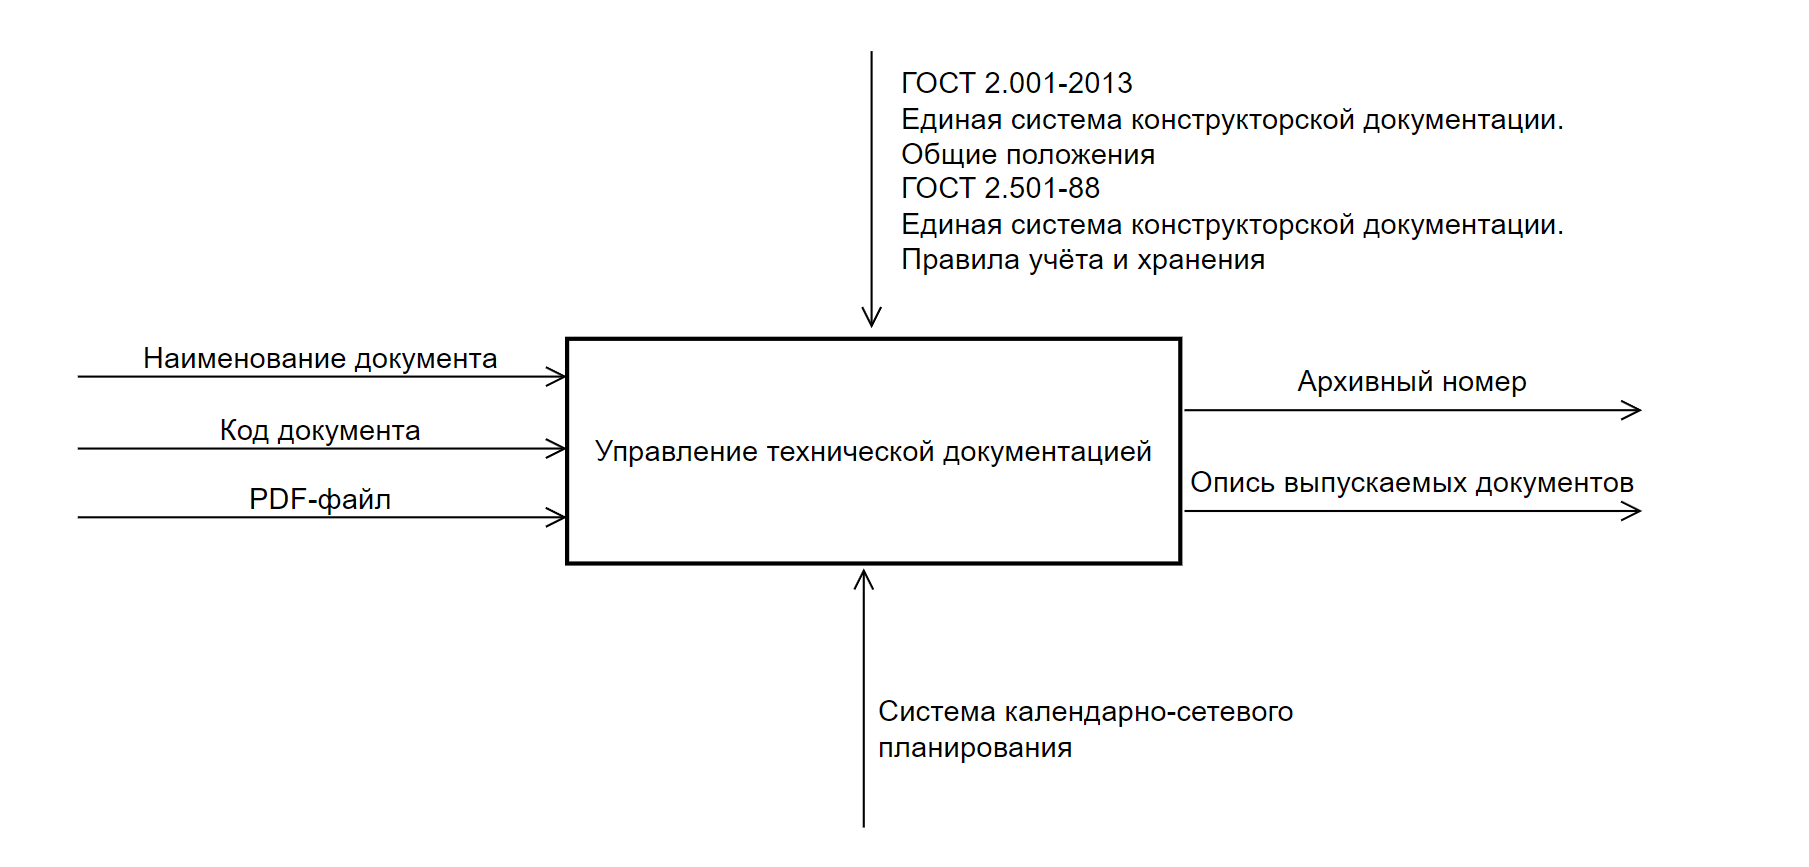 ГОСТ 2.001-2013
Единая система конструкторской документации.
Общие положения
ГОСТ 2.501-88
Единая система конструкторской документации.
Правила учёта и хранения
Наименование документа
Код документа
PDF-файл
Управление технической документацией
Архивный номер
Опись выпускаемых документов
Система календарно-сетевого
планирования